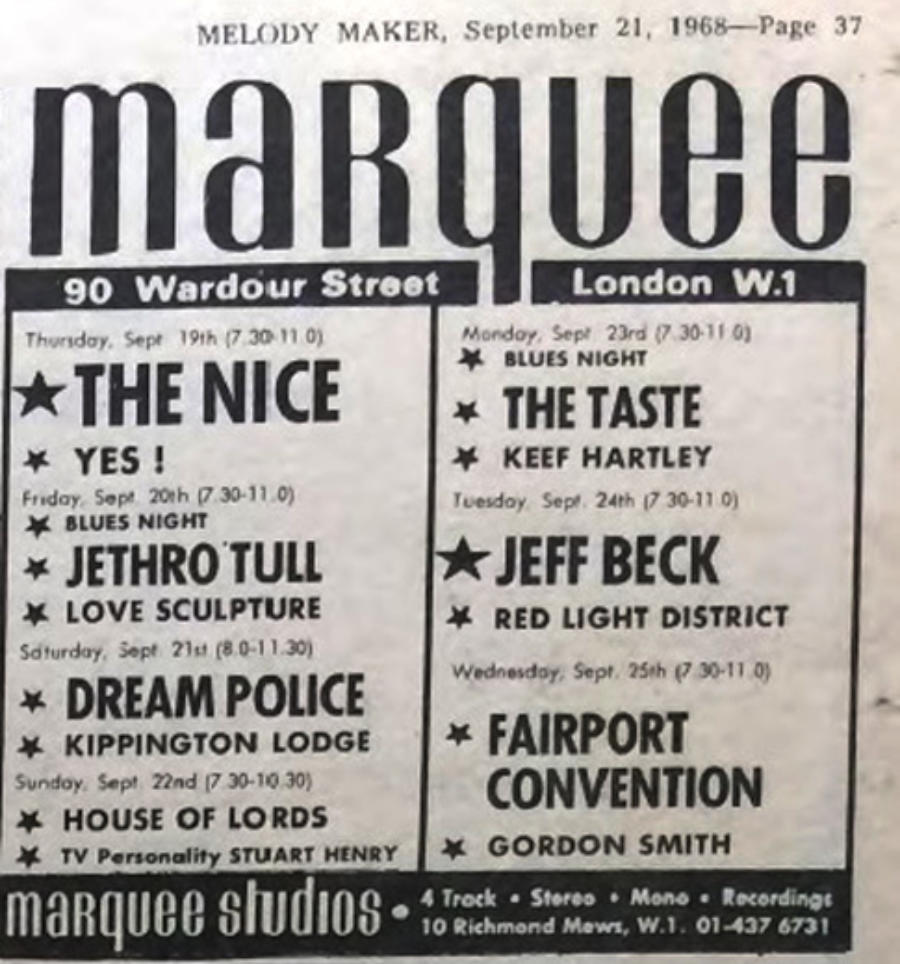 MELODY MAKER, September 21, 1968—Page 37
marquee
90 Wardour Street London W.1
Thursday, Sept 19th (7.30-11 0)
★ THE NICE
★ YES !
Friday, Sept. 20th (7.30-11.0)
★ BLUES NIGHT
★ JETHRO TULL
★ LOVE SCULPTURE
Saturday, Sept 21st (8.0-11.30)
★ DREAM POLICE
★ KIPPINGTON LODGE
Sunday, Sept. 22nd (7 30-10.30)
★ HOUSE OF LORDS
★ TV Personality STUART HENRY
Monday, Sept 23rd (7.30-11 0)
★ BLUES NIGHT
★ THE TASTE
★ KEEF HARTLEY
Tuesday, Sept. 24th (7 30-11.0)
★ JEFF BECK
★ RED LIGHT DISTRICT
Wednesday, Sept. 25th (7 30-11.0)
★ FAIRPORT
CONVENTION
★ GORDON SMITH
marquee studios • 4 Track • Stereo • Mono • Recordings
10 Richmond Mews, W.1. 01-437 6731